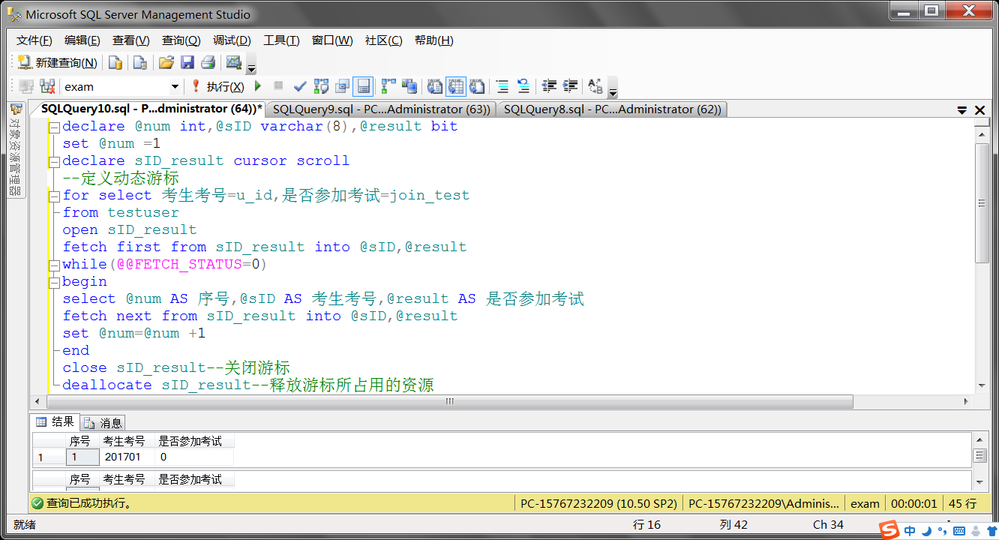 Microsoft SQL Server Management Studio
文件(F) 编辑(E) 查看(V) 查询(Q) 调试(D) 工具(T) 窗口(W) 社区(C) 帮助(H)
新建查询(N)
exam 执行(X)
SQLQuery10.sql - P...dministrator (64))* SQLQuery9.sql - PC...Administrator (63)) SQLQuery8.sql - PC...Administrator (62))
对象资源管理器
declare @num int,@sID varchar(8),@result bit
set @num =1
declare sID_result cursor scroll
--定义动态游标
for select 考生考号=u_id,是否参加考试=join_test
from testuser
open sID_result
fetch first from sID_result into @sID,@result
while(@@FETCH_STATUS=0)
begin
select @num AS 序号,@sID AS 考生考号,@result AS 是否参加考试
fetch next from sID_result into @sID,@result
set @num=@num +1
end
close sID_result--关闭游标
deallocate sID_result--释放游标所占用的资源
结果 消息
序号 考生考号 是否参加考试
1 1 201701 0
序号 考生考号 是否参加考试
查询已成功执行。 PC-15767232209 (10.50 SP2) PC-15767232209\Adminis... exam 00:00:01 45 行
就绪 行 16 列 42 Ch 34
S 中